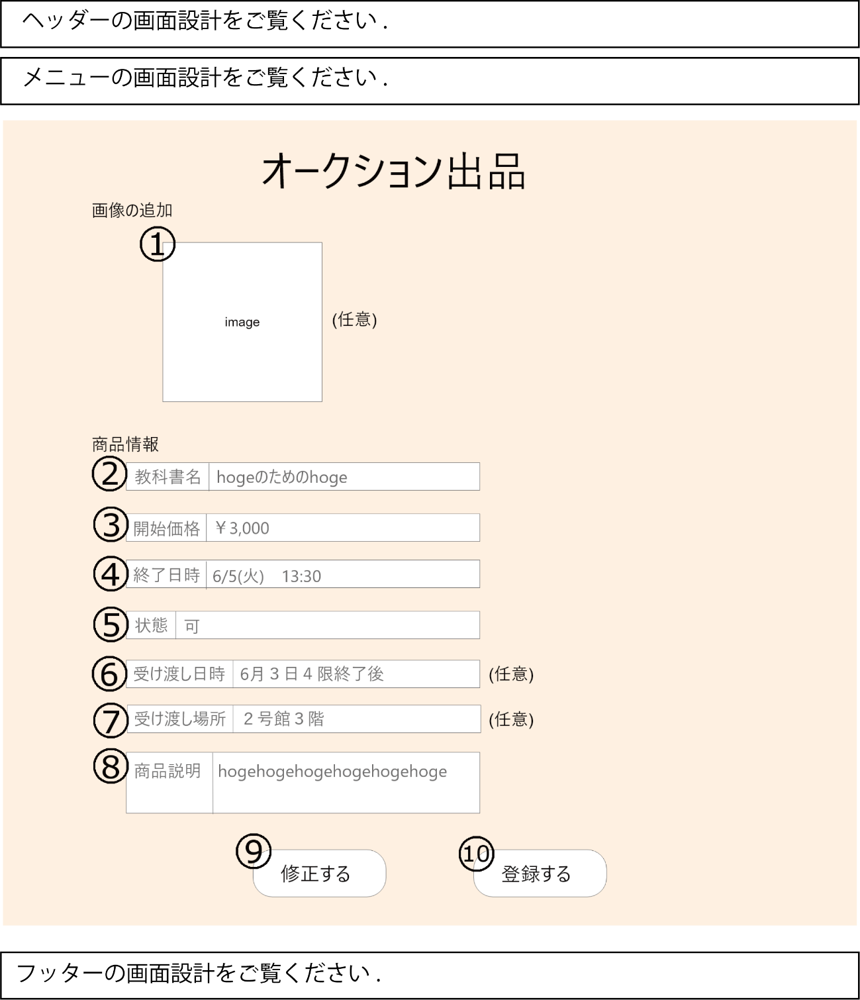 ヘッダーの画面設計をご覧ください.
メニューの画面設計をご覧ください.
オークション出品
画像の追加
①
image
(任意)
商品情報
② 教科書名 hogeのためのhoge
③ 開始価格 ￥3,000
④ 終了日時 6/5(火)　13:30
⑤ 状態 可
⑥ 受け渡し日時 6月３日４限終了後 (任意)
⑦ 受け渡し場所 ２号館３階 (任意)
⑧ 商品説明 hogehogehogehogehogehoge
⑨ 修正する ⑩ 登録する
フッターの画面設計をご覧ください.